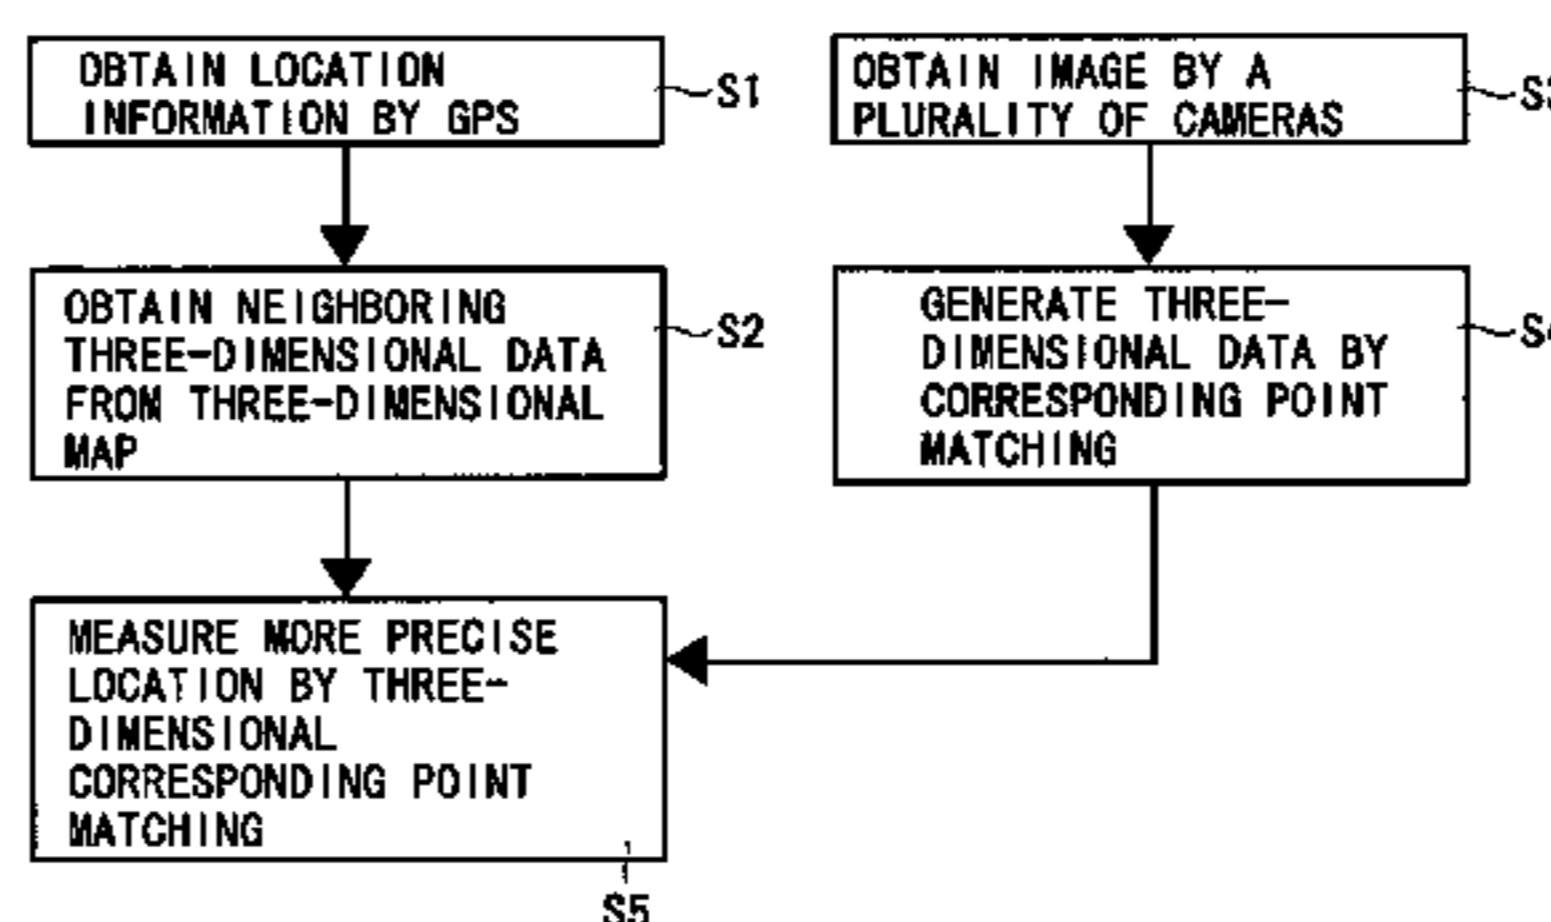 OBTAIN LOCATION
INFORMATION BY GPS
S1
OBTAIN NEIGHBORING
THREE-DIMENSIONAL DATA
FROM THREE-DIMENSIONAL
MAP
S2
OBTAIN IMAGE BY A
PLURALITY OF CAMERAS
S3
GENERATE THREE-
DIMENSIONAL DATA BY
CORRESPONDING POINT
MATCHING
S4
MEASURE MORE PRECISE
LOCATION BY THREE-
DIMENSIONAL
CORRESPONDING POINT
MATCHING
S5